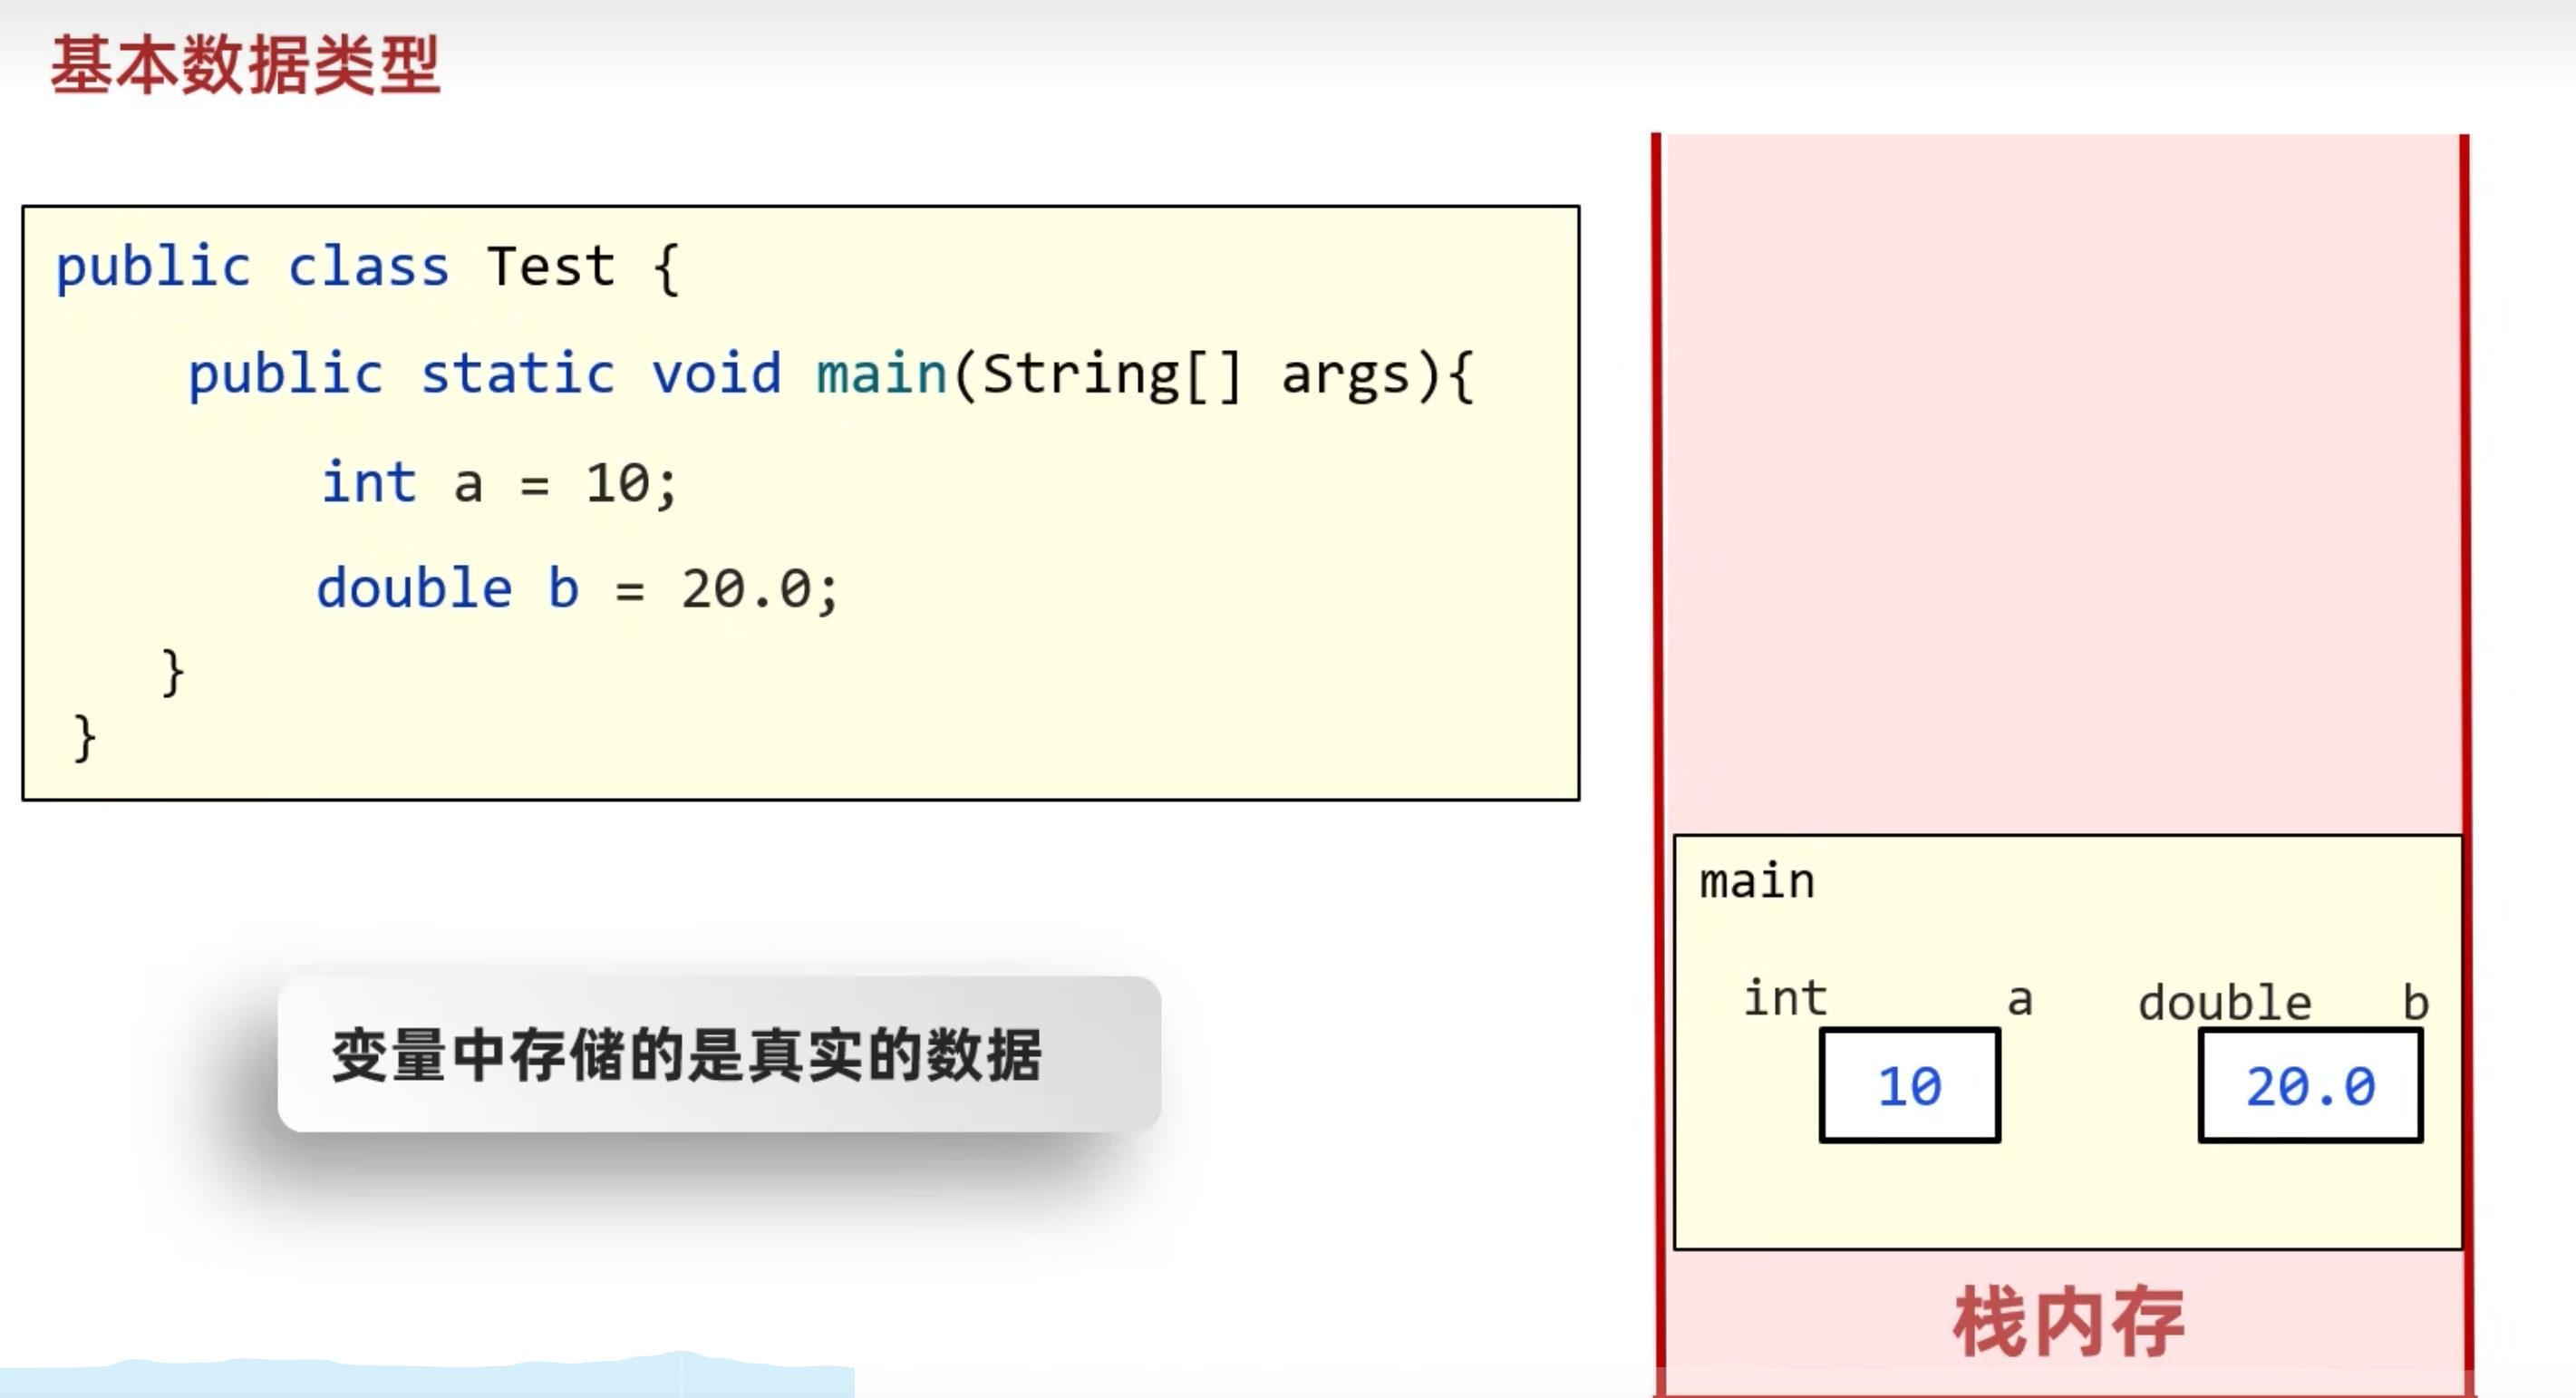 基本数据类型
public class Test {
public static void main(String[] args){
int a = 10;
double b = 20.0;
}
}
变量中存储的是真实的数据
main
int a double b
10 20.0
栈内存